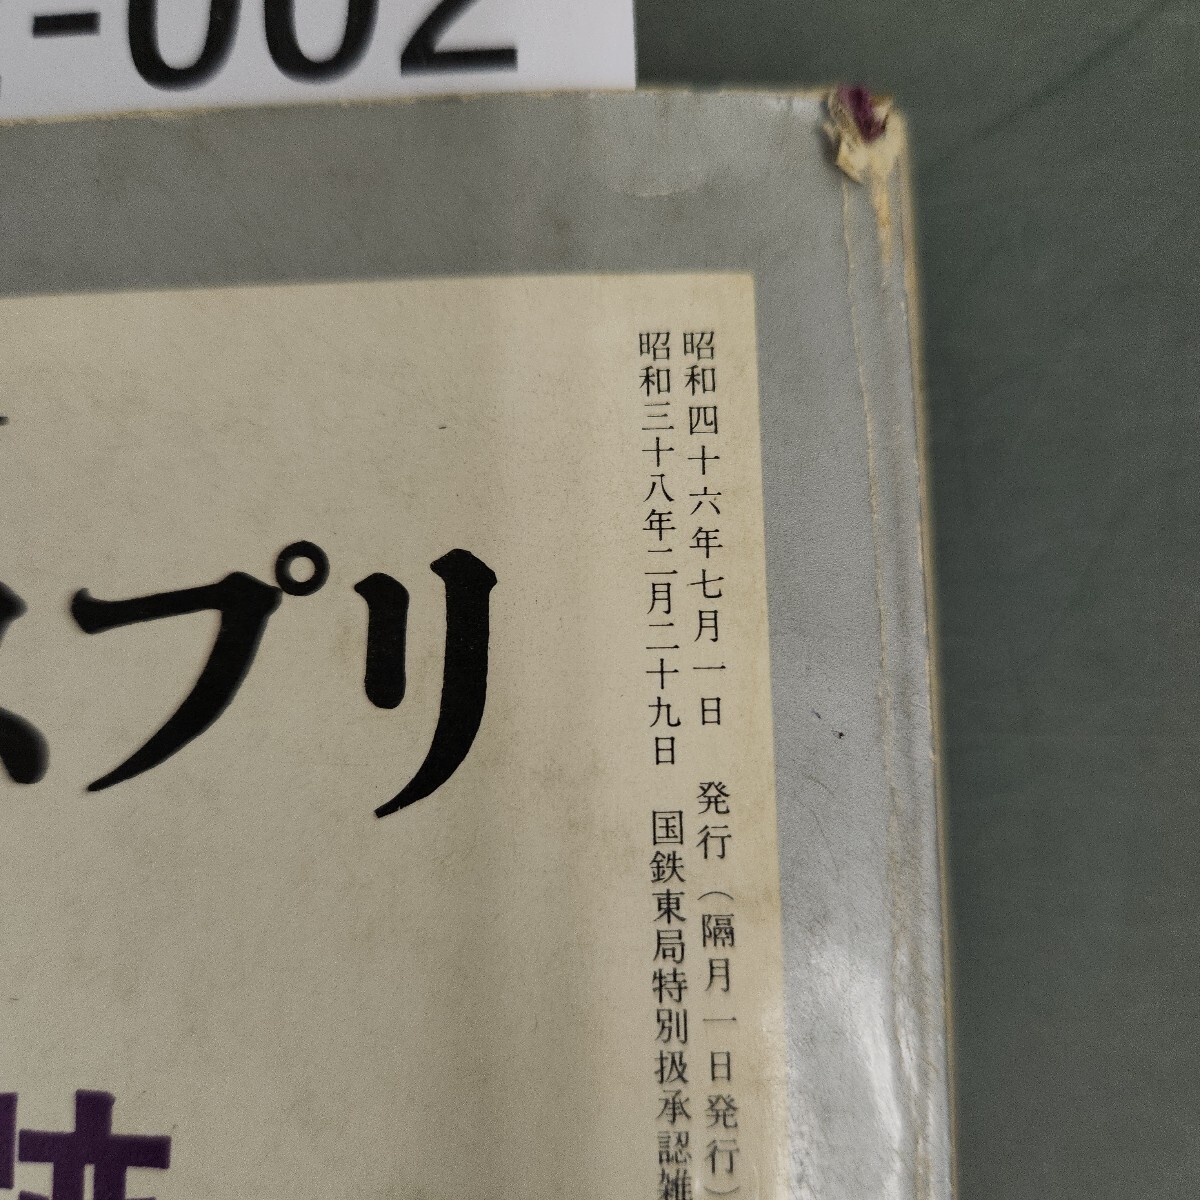 -002
昭和四十六年七月一日 発行（隔月一日発行）
昭和三十八年二月二十九日 国鉄東局特別扱承認雑
スプリ